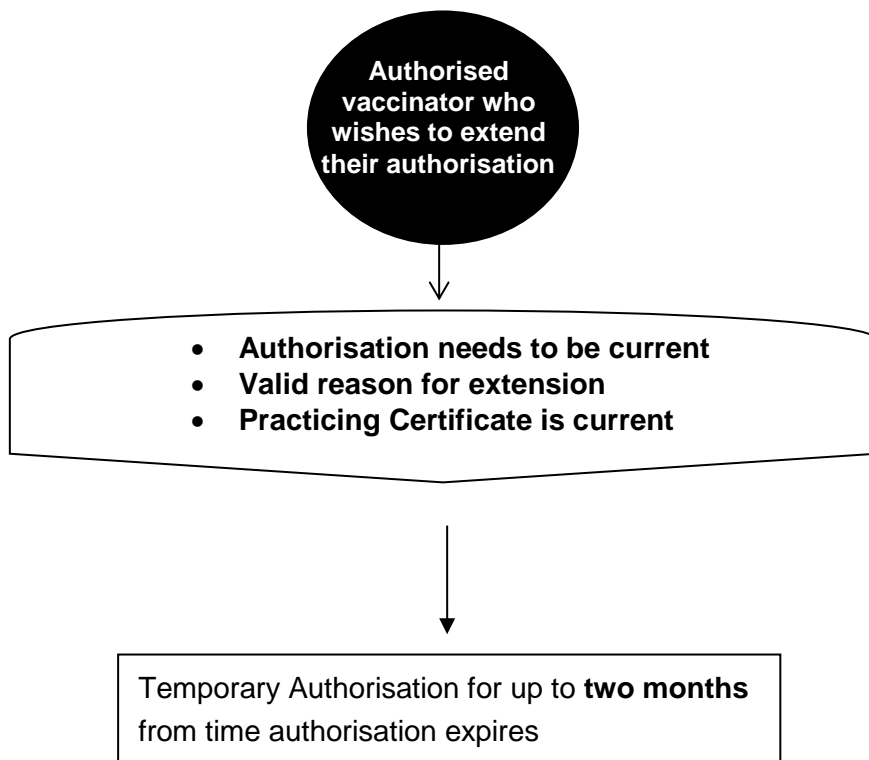 Authorised
vaccinator who
wishes to extend
their authorisation
• Authorisation needs to be current
• Valid reason for extension
• Practicing Certificate is current
Temporary Authorisation for up to two months
from time authorisation expires